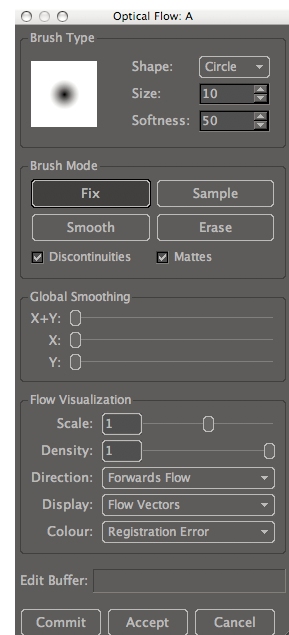 Optical Flow: A
Brush Type
Shape: Circle
Size: 10
Softness: 50
Brush Mode
Fix Sample
Smooth Erase
Discontinuities Mattes
Global Smoothing
X+Y:
X:
Y:
Flow Visualization
Scale: 1
Density: 1
Direction: Forwards Flow
Display: Flow Vectors
Colour: Registration Error
Edit Buffer:
Commit Accept Cancel